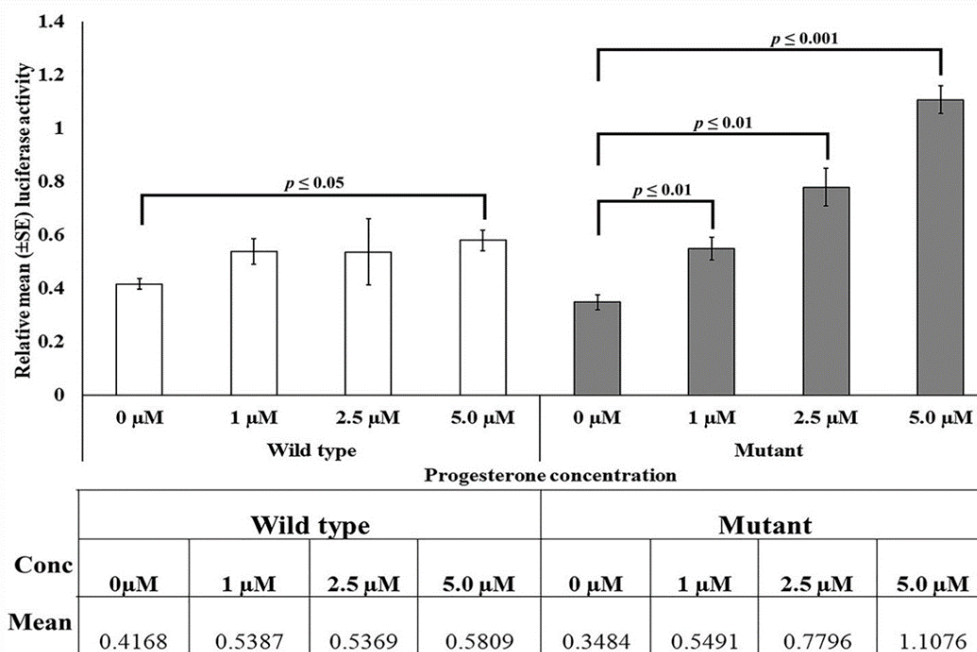 Relative mean (±SE) luciferase activity
1.4
1.2
1
0.8
0.6
0.4
0.2
0
p ≤ 0.05
p ≤ 0.001
p ≤ 0.01
p ≤ 0.01
0 μM 1 μM 2.5 μM 5.0 μM 0 μM 1 μM 2.5 μM 5.0 μM
Wild type Mutant
Progesterone concentration
Wild type Mutant
Conc 0μM 1 μM 2.5 μM 5.0 μM 0 μM 1 μM 2.5 μM 5.0 μM
Mean 0.4168 0.5387 0.5369 0.5809 0.3484 0.5491 0.7796 1.1076